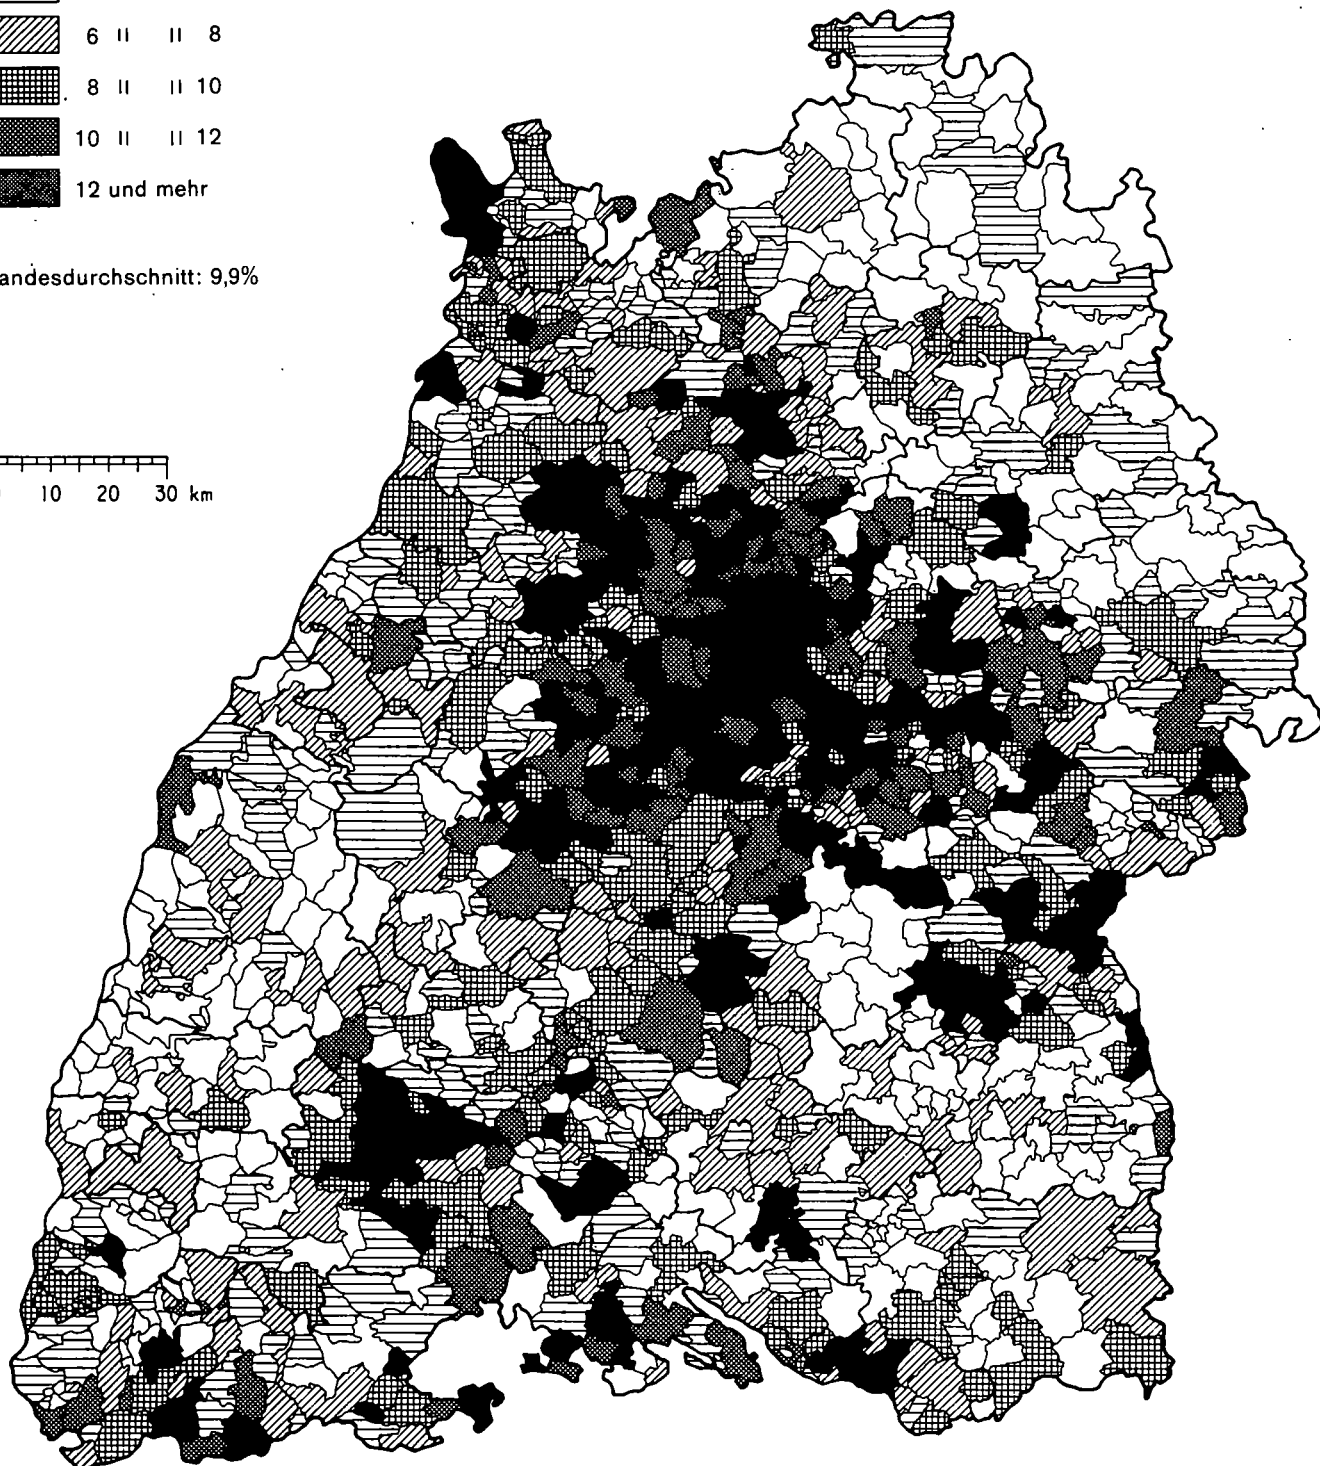 6 " " 8
8 " " 10
10 " " 12
12 und mehr
andesdurchschnitt: 9,9%
10 20 30 km